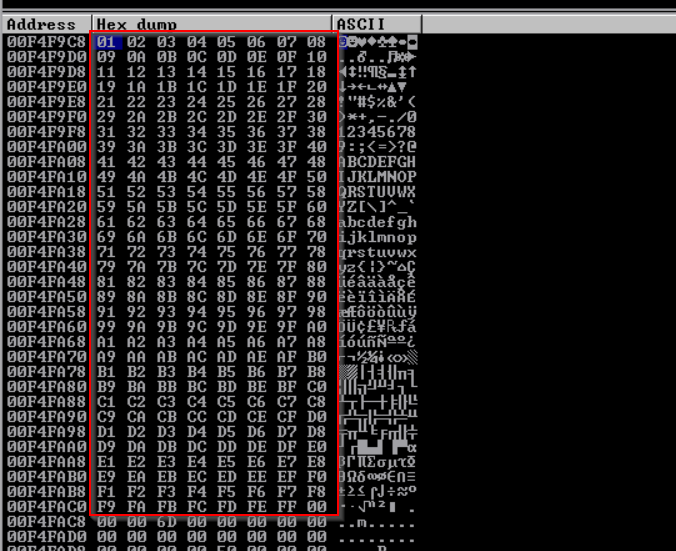 Address Hex dump ASCII
00F4F9C8 01 02 03 04 05 06 07 08
00F4F9D0 09 0A 0B 0C 0D 0E 0F 10
00F4F9D8 11 12 13 14 15 16 17 18
00F4F9E0 19 1A 1B 1C 1D 1E 1F 20
00F4F9E8 21 22 23 24 25 26 27 28 !"#$%&'(
00F4F9F0 29 2A 2B 2C 2D 2E 2F 30 )*+,-./0
00F4F9F8 31 32 33 34 35 36 37 38 12345678
00F4FA00 39 3A 3B 3C 3D 3E 3F 40 9:;<=>?@
00F4FA08 41 42 43 44 45 46 47 48 ABCDEFGH
00F4FA10 49 4A 4B 4C 4D 4E 4F 50 IJKLMNOP
00F4FA18 51 52 53 54 55 56 57 58 QRSTUVWX
00F4FA20 59 5A 5B 5C 5D 5E 5F 60 YZ[\]^_`
00F4FA28 61 62 63 64 65 66 67 68 abcdefgh
00F4FA30 69 6A 6B 6C 6D 6E 6F 70 ijklmnop
00F4FA38 71 72 73 74 75 76 77 78 qrstuvwx
00F4FA40 79 7A 7B 7C 7D 7E 7F 80 yz{|}~⌂Ç
00F4FA48 81 82 83 84 85 86 87 88 üéâäàåçê
00F4FA50 89 8A 8B 8C 8D 8E 8F 90 ëèïîìÄÅÉ
00F4FA58 91 92 93 94 95 96 97 98 æÆôöòûùÿ
00F4FA60 99 9A 9B 9C 9D 9E 9F A0 ÖÜ¢£¥₧ƒá
00F4FA68 A1 A2 A3 A4 A5 A6 A7 A8 íóúñÑªº¿
00F4FA70 A9 AA AB AC AD AE AF B0 ⌐¬½¼¡«»░
00F4FA78 B1 B2 B3 B4 B5 B6 B7 B8
00F4FA80 B9 BA BB BC BD BE BF C0
00F4FA88 C1 C2 C3 C4 C5 C6 C7 C8
00F4FA90 C9 CA CB CC CD CE CF D0
00F4FA98 D1 D2 D3 D4 D5 D6 D7 D8
00F4FAA0 D9 DA DB DC DD DE DF E0
00F4FAA8 E1 E2 E3 E4 E5 E6 E7 E8 ßΓπΣσµτΦ
00F4FAB0 E9 EA EB EC ED EE EF F0 ΘΩδ∞φ∈∩≡
00F4FAB8 F1 F2 F3 F4 F5 F6 F7 F8 ±≥≤⌠⌡÷≈°
00F4FAC0 F9 FA FB FC FD FE FF 00 ∙·√ⁿ²■ .
00F4FAC8 00 00 6D 00 00 00 00 00 ..m.....
00F4FAD0 00 00 00 00 00 00 00 00 ........